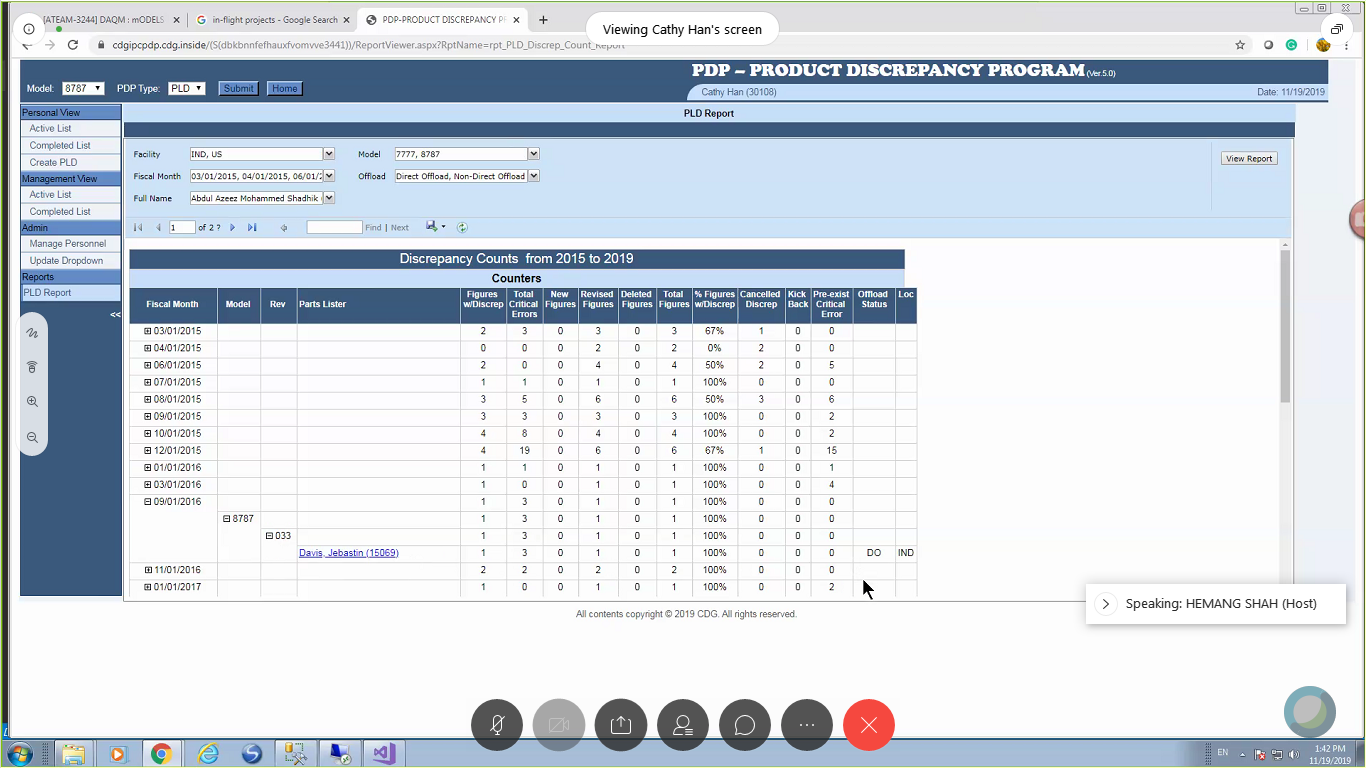 [ATEAM-3244] DAQM : mODELS
in-flight projects - Google Search
PDP-PRODUCT DISCREPANCY P
Viewing Cathy Han's screen
cdgipcpdp.cdg.inside/(S(dbkbnnfefhauxfvomvve3441))/ReportViewer.aspx?RptName=rpt_PLD_Discrep_Count_Report
PDP – PRODUCT DISCREPANCY PROGRAM (Ver.5.0)
Model: 8787 PDP Type: PLD Submit Home
Cathy Han (30108) Date: 11/19/2019
Personal View
Active List
Completed List
Create PLD
Management View
Active List
Completed List
Admin
Manage Personnel
Update Dropdown
Reports
PLD Report
<<
PLD Report
Facility IND, US Model 7777, 8787 View Report
Fiscal Month 03/01/2015, 04/01/2015, 06/01/2 Offload Direct Offload, Non-Direct Offload
Full Name Abdul Azeez Mohammed Shadhik
1 of 2 ? Find | Next
Discrepancy Counts from 2015 to 2019
Counters
Fiscal Month Model Rev Parts Lister Figures w/Discrep Total Critical Errors New Figures Revised Figures Deleted Figures Total Figures % Figures w/Discrep Cancelled Discrep Kick Back Pre-exist Critical Error Offload Status Loc
03/01/2015 2 3 0 3 0 3 67% 1 0 0
04/01/2015 0 0 0 2 0 2 0% 2 0 0
06/01/2015 2 0 0 4 0 4 50% 2 0 5
07/01/2015 1 1 0 1 0 1 100% 0 0 0
08/01/2015 3 5 0 6 0 6 50% 3 0 6
09/01/2015 3 3 0 3 0 3 100% 0 0 2
10/01/2015 4 8 0 4 0 4 100% 0 0 2
12/01/2015 4 19 0 6 0 6 67% 1 0 15
01/01/2016 1 1 0 1 0 1 100% 0 0 1
03/01/2016 1 0 0 1 0 1 100% 0 0 4
09/01/2016 1 3 0 1 0 1 100% 0 0 0
8787 1 3 0 1 0 1 100% 0 0 0
033 1 3 0 1 0 1 100% 0 0 0
Davis, Jebastin (15069) 1 3 0 1 0 1 100% 0 0 0 DO IND
11/01/2016 2 2 0 2 0 2 100% 0 0 0
01/01/2017 1 0 0 1 0 1 100% 0 0 2
All contents copyright © 2019 CDG. All rights reserved.
Speaking: HEMANG SHAH (Host)
EN
1:42 PM
11/19/2019